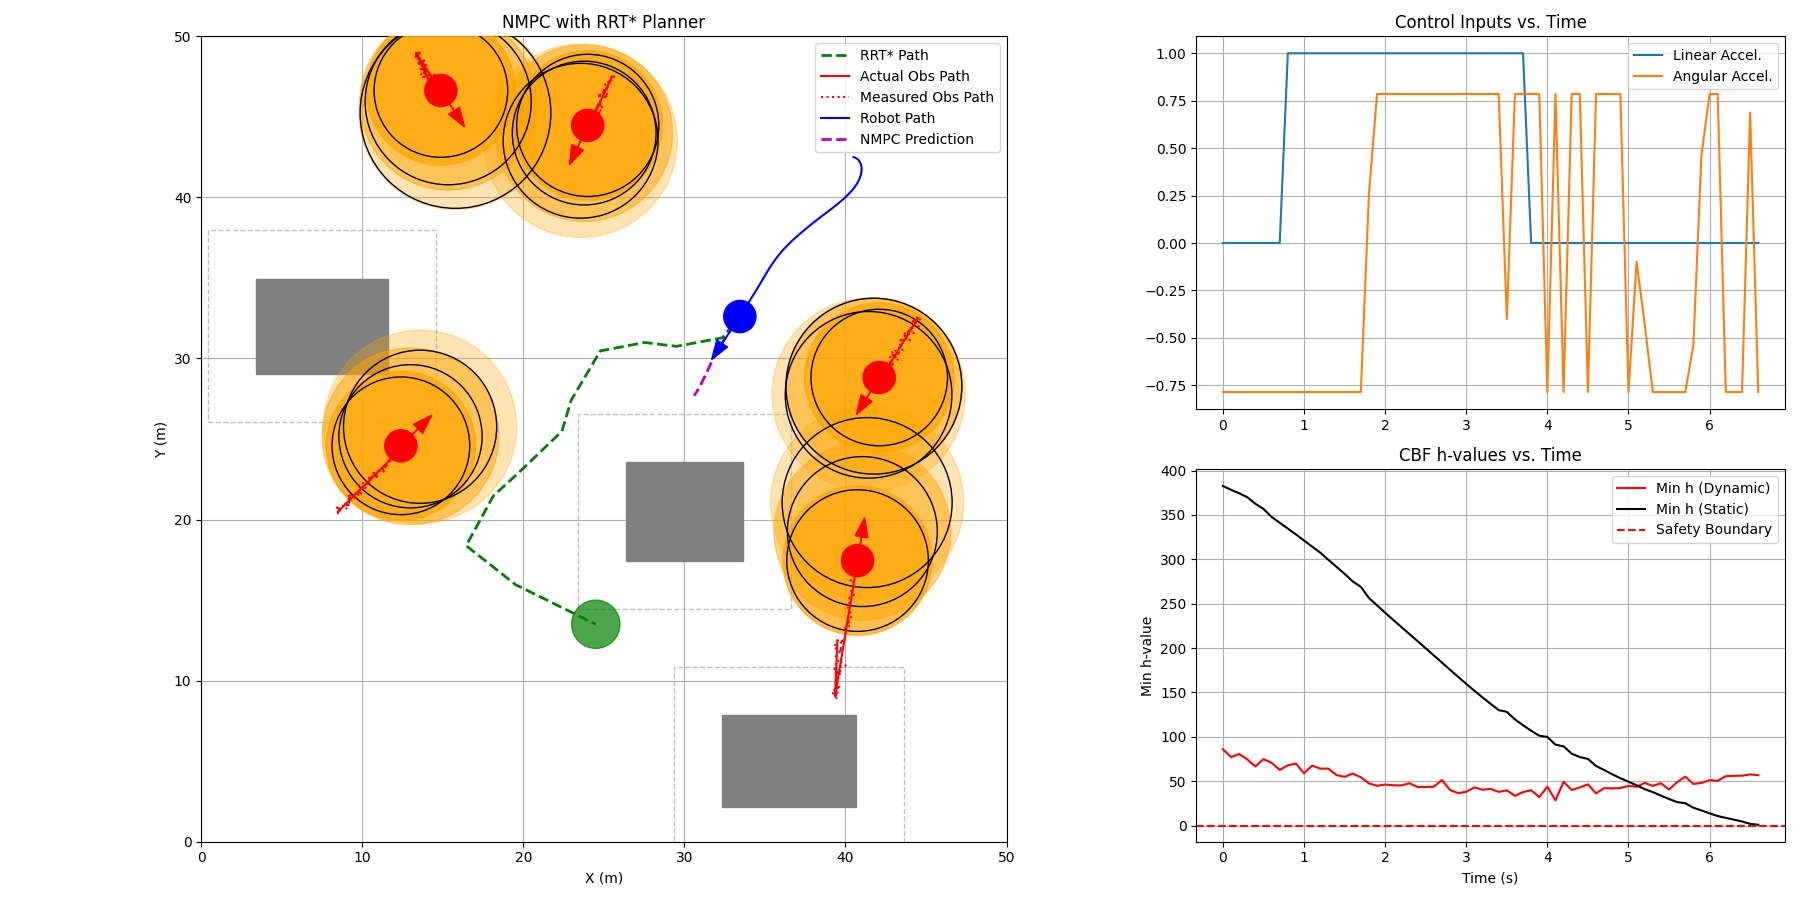 NMPC with RRT* Planner
RRT* Path
Actual Obs Path
Measured Obs Path
Robot Path
NMPC Prediction
50
40
30
20
10
0
Y (m)
0 10 20 30 40 50
X (m)
Control Inputs vs. Time
Linear Accel.
Angular Accel.
1.00
0.75
0.50
0.25
0.00
−0.25
−0.50
−0.75
0 1 2 3 4 5 6
CBF h-values vs. Time
Min h (Dynamic)
Min h (Static)
Safety Boundary
400
350
300
250
200
150
100
50
0
Min h-value
0 1 2 3 4 5 6
Time (s)